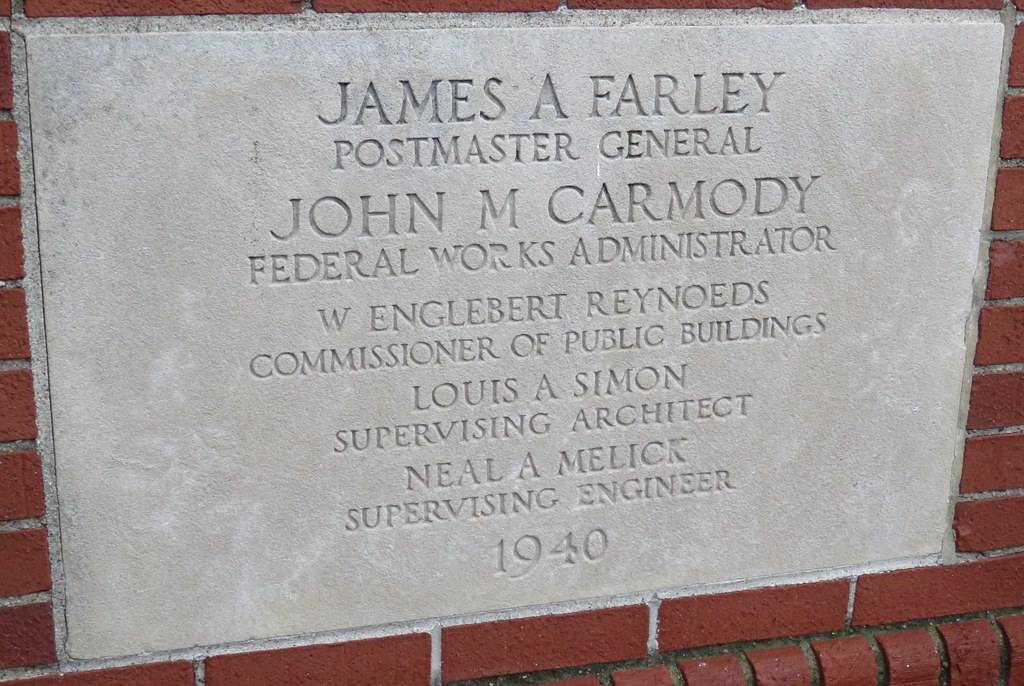 JAMES A FARLEY
POSTMASTER GENERAL
JOHN M CARMODY
FEDERAL WORKS ADMINISTRATOR
W ENGLEBERT REYNOEDS
COMMISSIONER OF PUBLIC BUILDINGS
LOUIS A SIMON
SUPERVISING ARCHITECT
NEAL A MELICK
SUPERVISING ENGINEER
1940